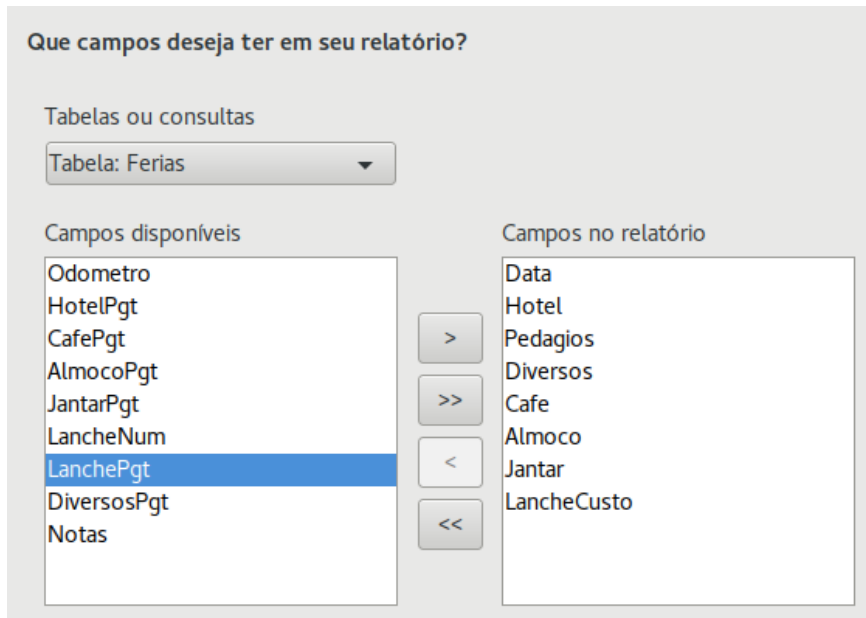 Que campos deseja ter em seu relatório?
Tabelas ou consultas
Tabela: Ferias
Campos disponíveis
Odometro
HotelPgt
CafePgt
AlmocoPgt
JantarPgt
LancheNum
LanchePgt
DiversosPgt
Notas
>
>>
<
<<
Campos no relatório
Data
Hotel
Pedagios
Diversos
Cafe
Almoco
Jantar
LancheCusto